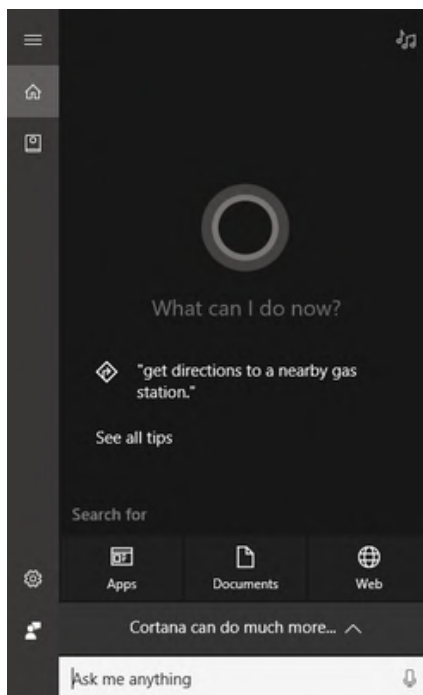 What can I do now?
"get directions to a nearby gas
station."
See all tips
Search for
Apps
Documents
Web
Cortana can do much more...
Ask me anything